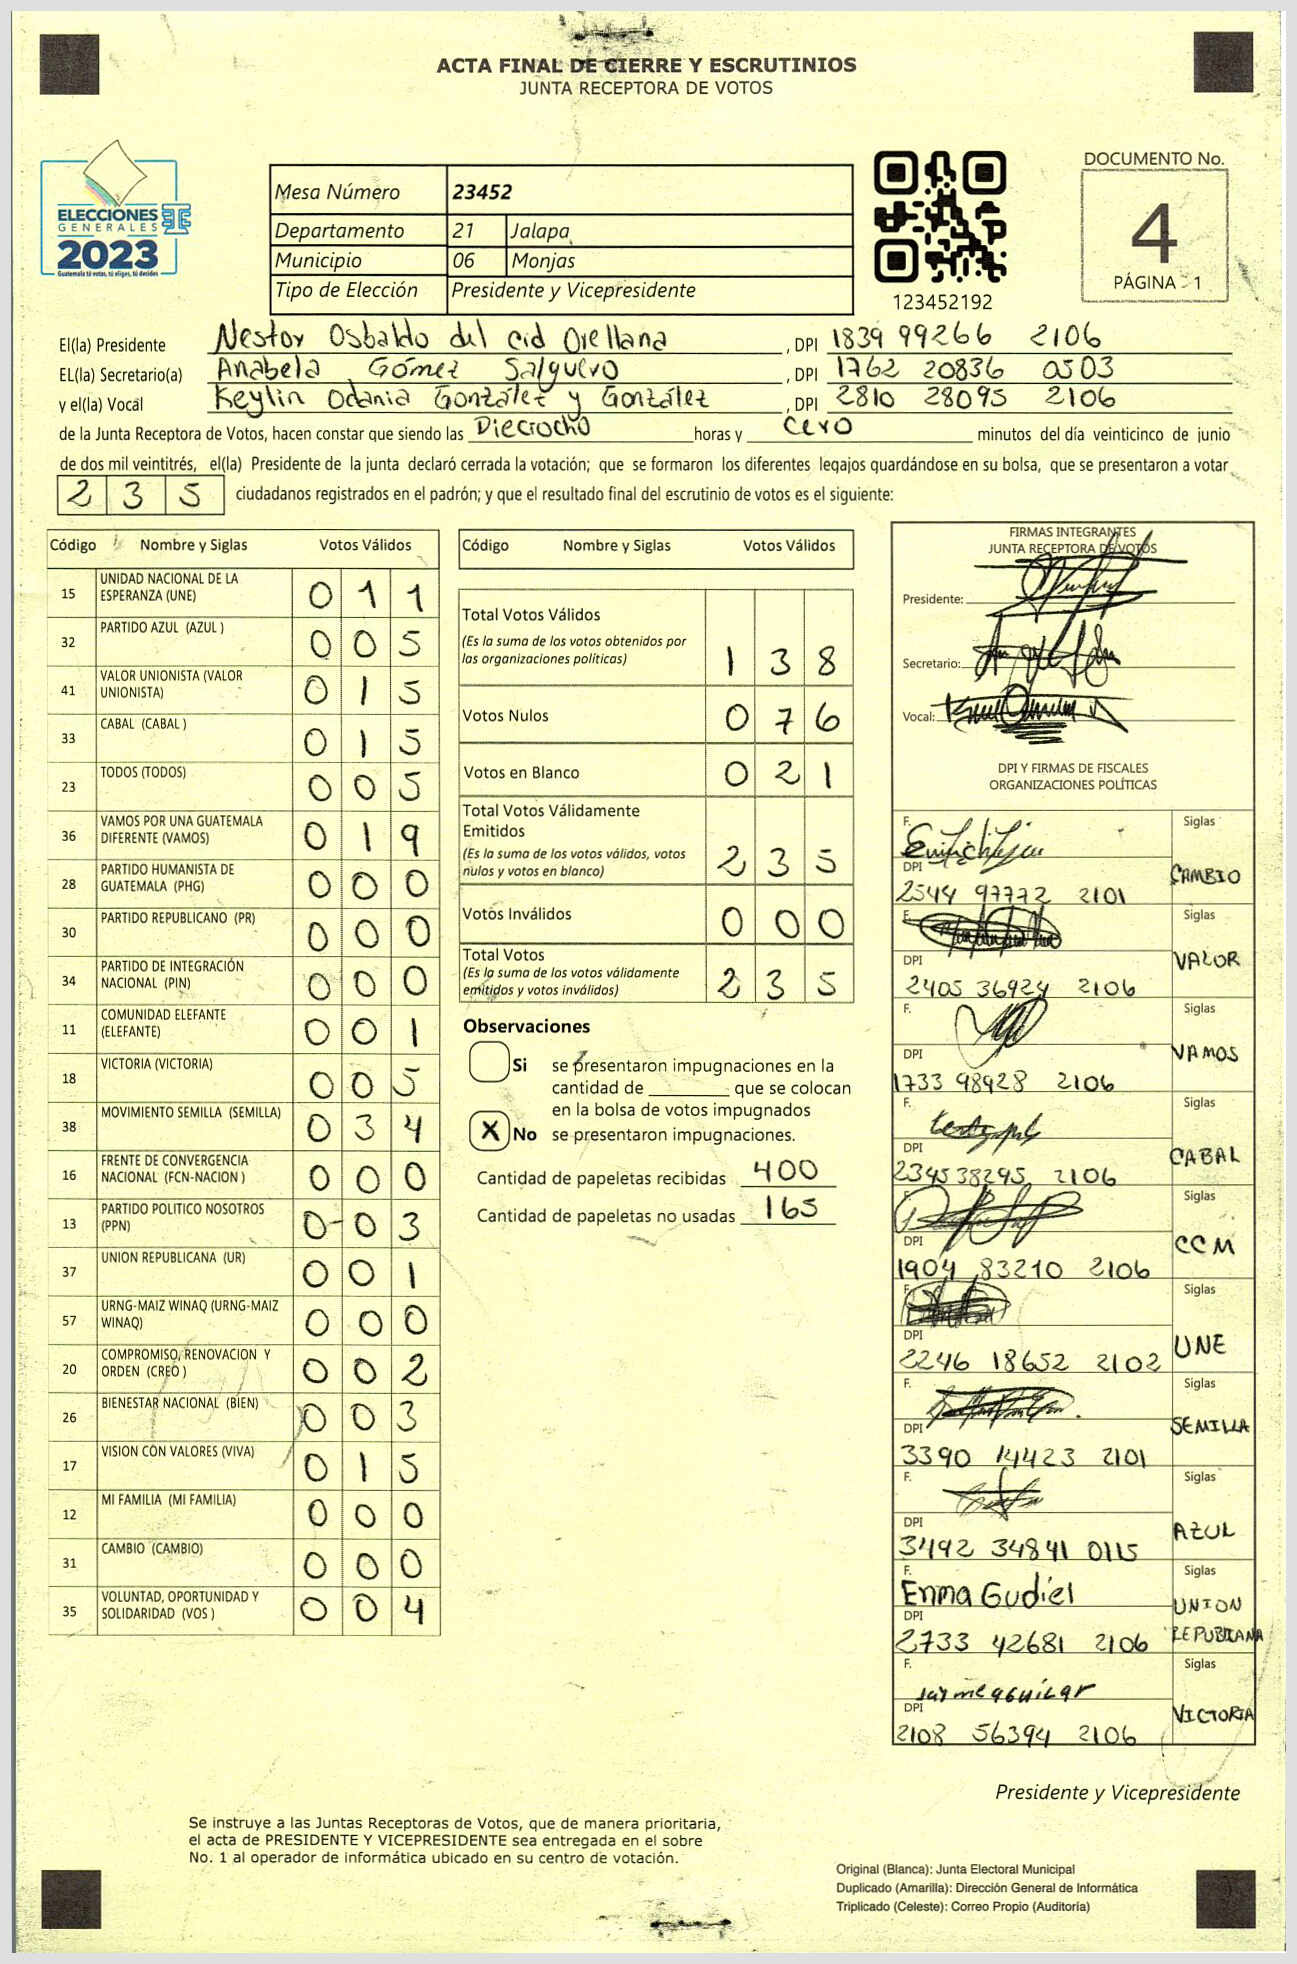 ACTA FINAL DE CIERRE Y ESCRUTINIOS
JUNTA RECEPTORA DE VOTOS
ELECCIONES
GENERALES
2023
Guatemala tú votas, tú eliges, tú decides
Mesa Número 23452
Departamento 21 Jalapa
Municipio 06 Monjas
Tipo de Elección Presidente y Vicepresidente
123452192
DOCUMENTO No.
4
PÁGINA - 1
El(la) Presidente Nestor Osbaldo del Cid Orellana, DPI 1839 99266 2106
EL(la) Secretario(a) Anabela Gómez Salguero, DPI 1762 20836 0503
y el(la) Vocál Keylin Odania González y González, DPI 2810 28095 2106
de la Junta Receptora de Votos, hacen constar que siendo las Dieciocho horas y cero minutos del día veinticinco de junio
de dos mil veintitrés, el(la) Presidente de la junta declaró cerrada la votación; que se formaron los diferentes legajos guardándose en su bolsa, que se presentaron a votar
2 3 5 ciudadanos registrados en el padrón; y que el resultado final del escrutinio de votos es el siguiente:
Código Nombre y Siglas Votos Válidos
15 UNIDAD NACIONAL DE LA ESPERANZA (UNE) 0 1 1
32 PARTIDO AZUL (AZUL ) 0 0 5
41 VALOR UNIONISTA (VALOR UNIONISTA) 0 1 5
33 CABAL (CABAL ) 0 1 5
23 TODOS (TODOS) 0 0 5
36 VAMOS POR UNA GUATEMALA DIFERENTE (VAMOS) 0 1 9
28 PARTIDO HUMANISTA DE GUATEMALA (PHG) 0 0 0
30 PARTIDO REPUBLICANO (PR) 0 0 0
34 PARTIDO DE INTEGRACIÓN NACIONAL (PIN) 0 0 0
11 COMUNIDAD ELEFANTE (ELEFANTE) 0 0 1
18 VICTORIA (VICTORIA) 0 0 5
38 MOVIMIENTO SEMILLA (SEMILLA) 0 3 4
16 FRENTE DE CONVERGENCIA NACIONAL (FCN-NACION ) 0 0 0
13 PARTIDO POLITICO NOSOTROS (PPN) 0 0 3
37 UNION REPUBLICANA (UR) 0 0 1
57 URNG-MAIZ WINAQ (URNG-MAIZ WINAQ) 0 0 0
20 COMPROMISO, RENOVACION Y ORDEN (CREO ) 0 0 2
26 BIENESTAR NACIONAL (BIEN) 0 0 3
17 VISION CON VALORES (VIVA) 0 1 5
12 MI FAMILIA (MI FAMILIA) 0 0 0
31 CAMBIO (CAMBIO) 0 0 0
35 VOLUNTAD, OPORTUNIDAD Y SOLIDARIDAD (VOS ) 0 0 4
Código Nombre y Siglas Votos Válidos
Total Votos Válidos
(Es la suma de los votos obtenidos por
las organizaciones políticas) 1 3 8
Votos Nulos 0 7 6
Votos en Blanco 0 2 1
Total Votos Válidamente
Emitidos
(Es la suma de los votos válidos, votos
nulos y votos en blanco) 2 3 5
Votos Inválidos 0 0 0
Total Votos
(Es la suma de los votos válidamente
emitidos y votos inválidos) 2 3 5
Observaciones
Si se presentaron impugnaciones en la
cantidad de ________ que se colocan
en la bolsa de votos impugnados
X No se presentaron impugnaciones.
Cantidad de papeletas recibidas 400
Cantidad de papeletas no usadas 165
FIRMAS INTEGRANTES
JUNTA RECEPTORA DE VOTOS
Presidente:
Secretario:
Vocal:
DPI Y FIRMAS DE FISCALES
ORGANIZACIONES POLÍTICAS
F. Siglas
DPI CAMBIO
2544 97772 2101
F. Siglas
DPI VALOR
2405 36924 2106
F. Siglas
DPI VAMOS
1733 98928 2106
F. Siglas
DPI CABAL
2345 38295 2106
F. Siglas
DPI CCM
1904 83210 2106
F. Siglas
DPI UNE
2246 18652 2102
F. Siglas
DPI SEMILLA
3390 14423 2101
F. Siglas
DPI AZUL
3492 34841 0115
F. Siglas
Enma Gudiel
DPI UNION
REPUBLICANA
2733 42681 2106
F. Siglas
Jayme aguilar
DPI VICTORIA
2108 56394 2106
Presidente y Vicepresidente
Se instruye a las Juntas Receptoras de Votos, que de manera prioritaria,
el acta de PRESIDENTE Y VICEPRESIDENTE sea entregada en el sobre
No. 1 al operador de informática ubicado en su centro de votación.
Original (Blanca): Junta Electoral Municipal
Duplicado (Amarilla): Dirección General de Informática
Triplicado (Celeste): Correo Propio (Auditoría)